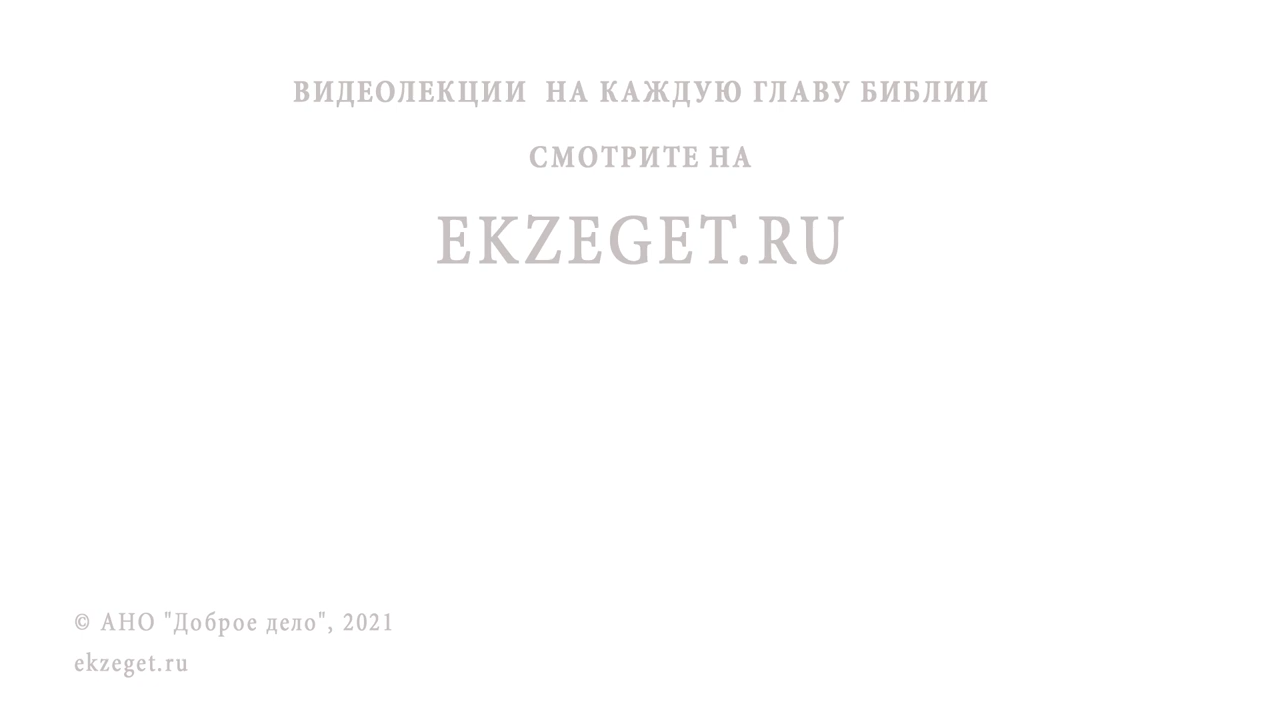 ВИДЕОЛЕКЦИИ НА КАЖДУЮ ГЛАВУ БИБЛИИ
СМОТРИТЕ НА
EKZEGET.RU
© АНО "Доброе дело", 2021
ekzeget.ru